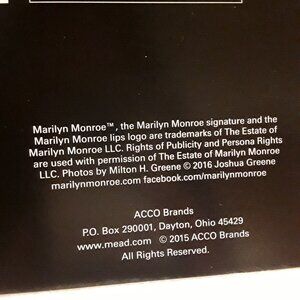 Marilyn Monroe™, the Marilyn Monroe signature and the
Marilyn Monroe lips logo are trademarks of The Estate of
Marilyn Monroe LLC. Rights of Publicity and Persona Rights
are used with permission of The Estate of Marilyn Monroe
LLC. Photos by Milton H. Greene © 2016 Joshua Greene
marilynmonroe.com facebook.com/marilynmonroe
ACCO Brands
P.O. Box 290001, Dayton, Ohio 45429
www.mead.com © 2015 ACCO Brands
All Rights Reserved.